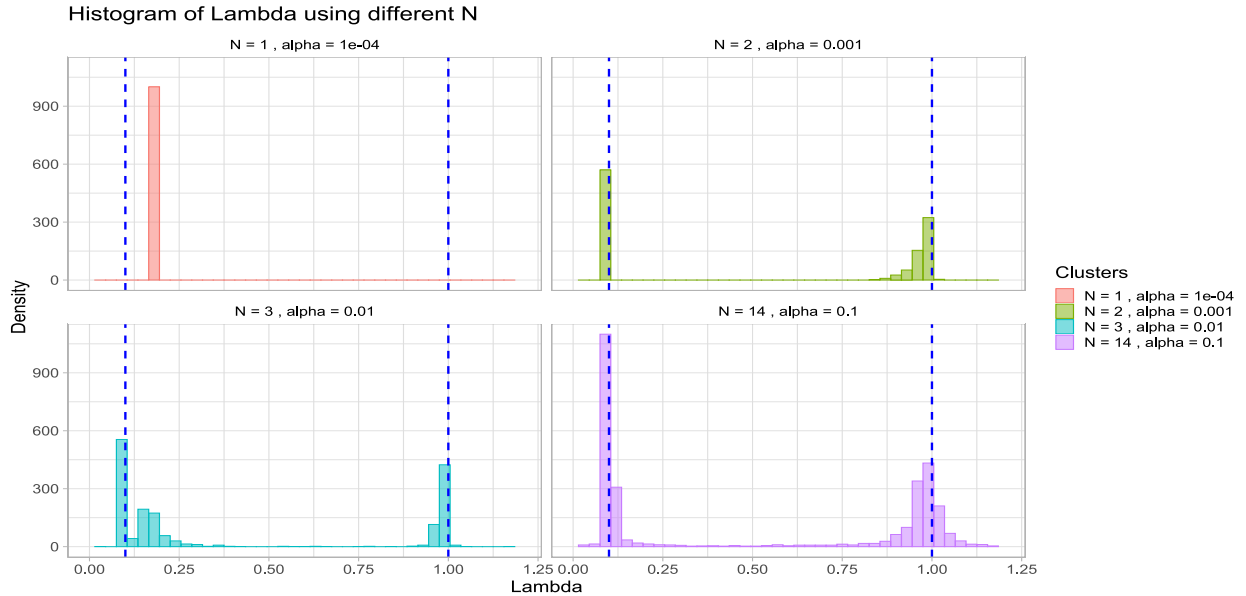 Histogram of Lambda using different N
N = 1 , alpha = 1e-04
N = 2 , alpha = 0.001
900
600
300
0
N = 3 , alpha = 0.01
N = 14 , alpha = 0.1
900
600
300
0
0.00 0.25 0.50 0.75 1.00 1.25
0.00 0.25 0.50 0.75 1.00 1.25
Lambda
Density
Clusters
N = 1 , alpha = 1e-04
N = 2 , alpha = 0.001
N = 3 , alpha = 0.01
N = 14 , alpha = 0.1